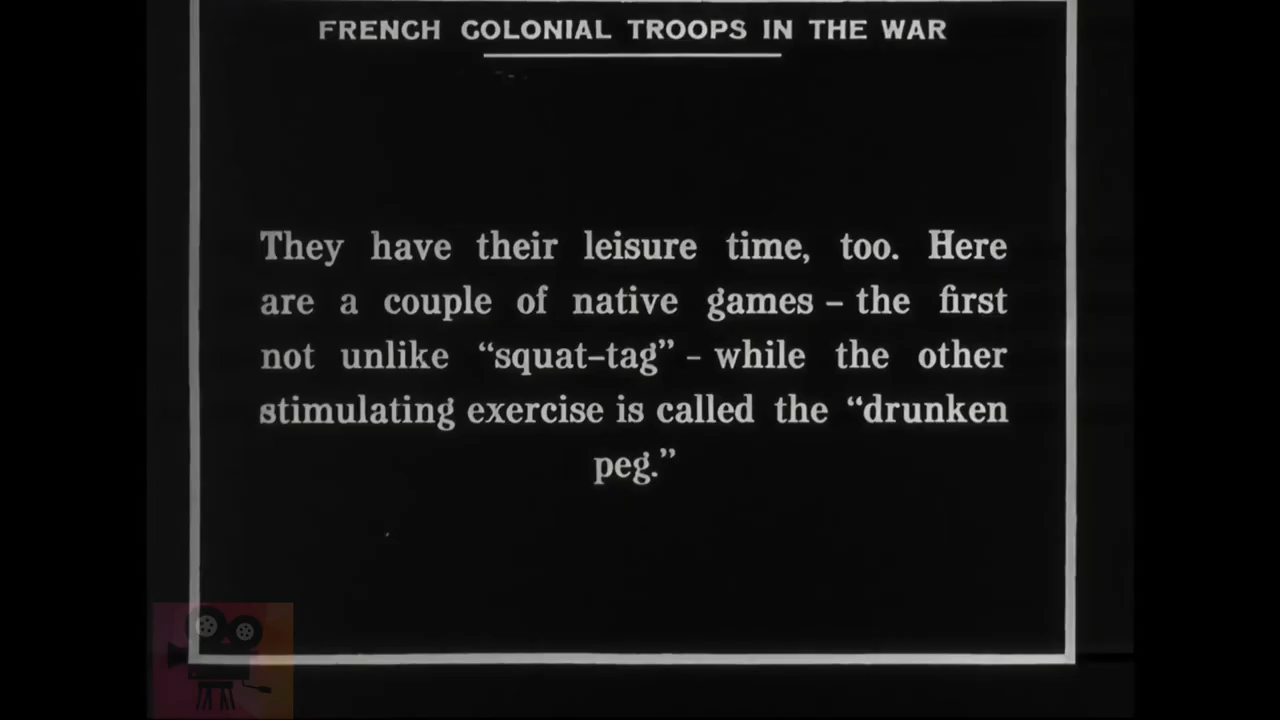 FRENCH COLONIAL TROOPS IN THE WAR
They have their leisure time, too. Here
are a couple of native games – the first
not unlike “squat–tag” – while the other
stimulating exercise is called the “drunken
peg.”